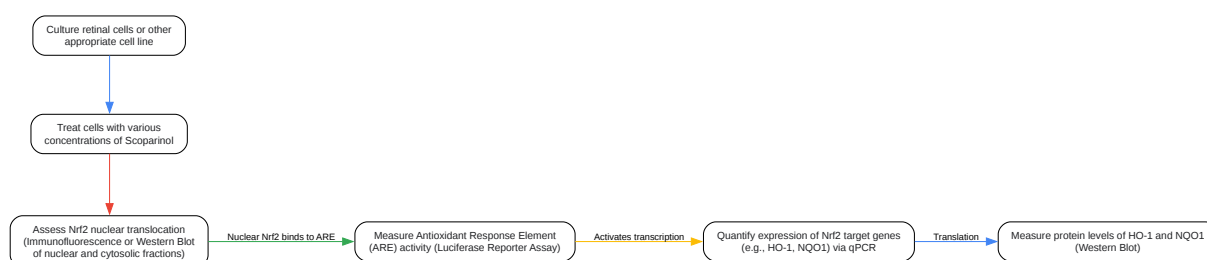 Culture retinal cells or other
appropriate cell line
Treat cells with various
concentrations of Scoparinol
Assess Nrf2 nuclear translocation
(Immunofluorescence or Western Blot
of nuclear and cytosolic fractions)
Nuclear Nrf2 binds to ARE
Measure Antioxidant Response Element
(ARE) activity (Luciferase Reporter Assay)
Activates transcription
Quantify expression of Nrf2 target genes
(e.g., HO-1, NQO1) via qPCR
Translation
Measure protein levels of HO-1 and NQO1
(Western Blot)